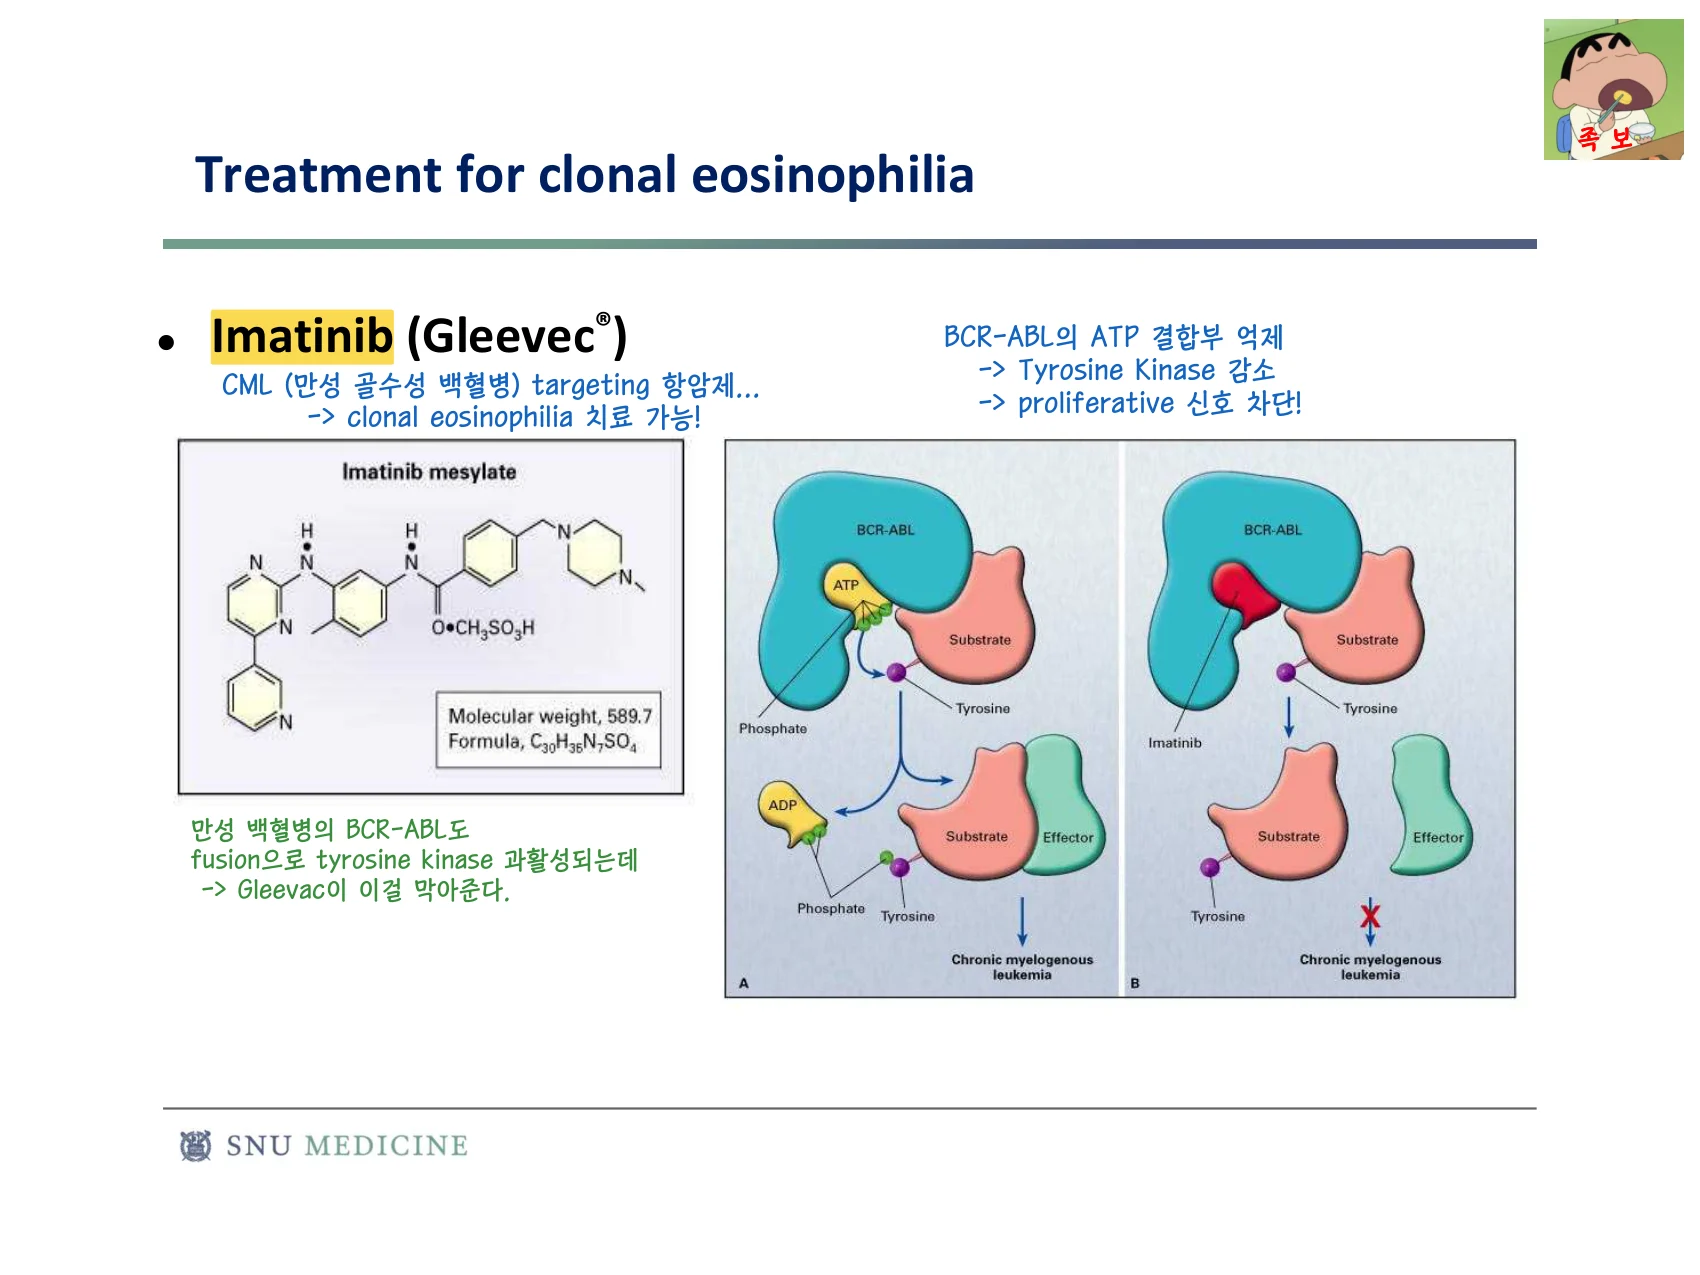 족보
Treatment for clonal eosinophilia
• Imatinib (Gleevec®)
CML (만성 골수성 백혈병) targeting 항암제...
-> clonal eosinophilia 치료 가능!
BCR-ABL의 ATP 결합부 억제
-> Tyrosine Kinase 감소
-> proliferative 신호 차단!
Imatinib mesylate
H
H
N
N
N
N
N
N
O•CH₃SO₃H
N
Molecular weight, 589.7
Formula, C₃₀H₃₅N₇SO₄
만성 백혈병의 BCR-ABL도
fusion으로 tyrosine kinase 과활성되는데
-> Gleevac이 이걸 막아준다.
BCR-ABL
ATP
Substrate
Tyrosine
Phosphate
ADP
Substrate
Effector
Phosphate
Tyrosine
Chronic myelogenous
leukemia
A
BCR-ABL
Substrate
Tyrosine
Imatinib
Substrate
Effector
Tyrosine
X
Chronic myelogenous
leukemia
B
SNU MEDICINE